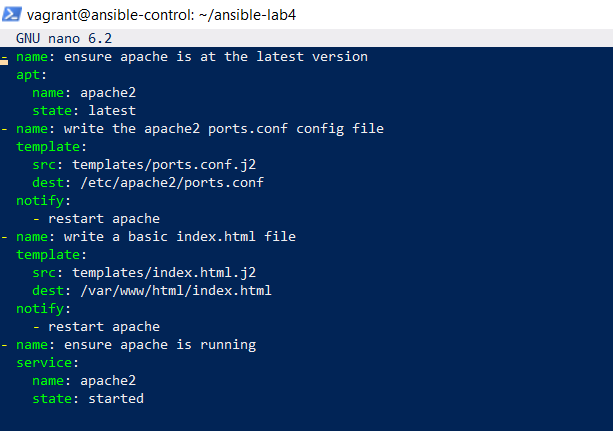 vagrant@ansible-control: ~/ansible-lab4
GNU nano 6.2
- name: ensure apache is at the latest version
  apt:
    name: apache2
    state: latest
- name: write the apache2 ports.conf config file
  template:
    src: templates/ports.conf.j2
    dest: /etc/apache2/ports.conf
  notify:
    - restart apache
- name: write a basic index.html file
  template:
    src: templates/index.html.j2
    dest: /var/www/html/index.html
  notify:
    - restart apache
- name: ensure apache is running
  service:
    name: apache2
    state: started